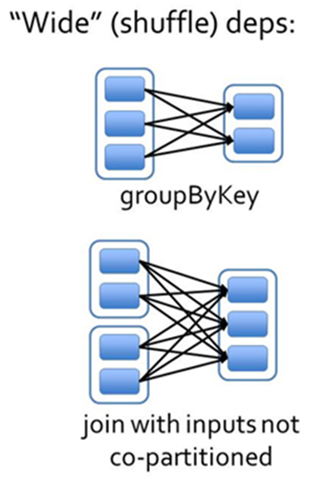 “Wide” (shuffle) deps:
groupByKey
join with inputs not
co-partitioned